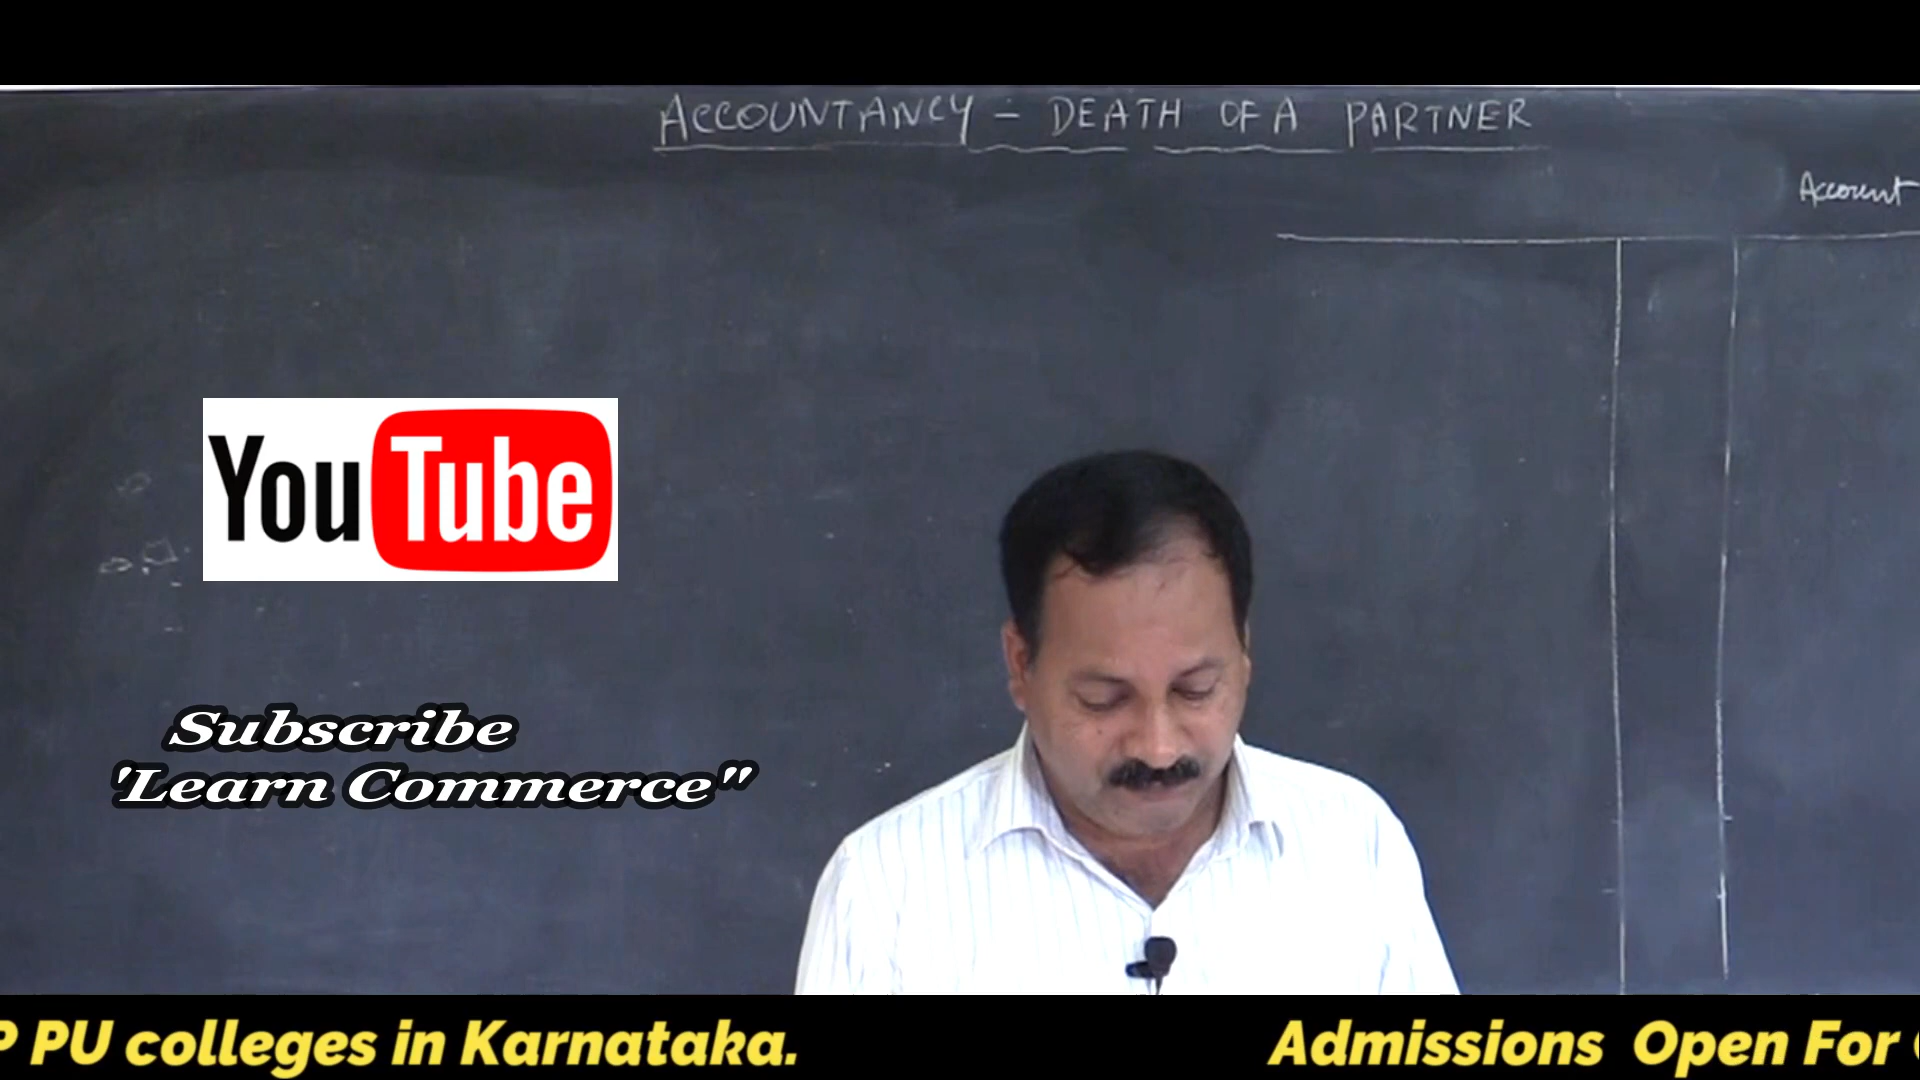 ACCOUNTANCY - DEATH OF A PARTNER
Account
YouTube
Subscribe
'Learn Commerce"
P PU colleges in Karnataka.
Admissions Open For